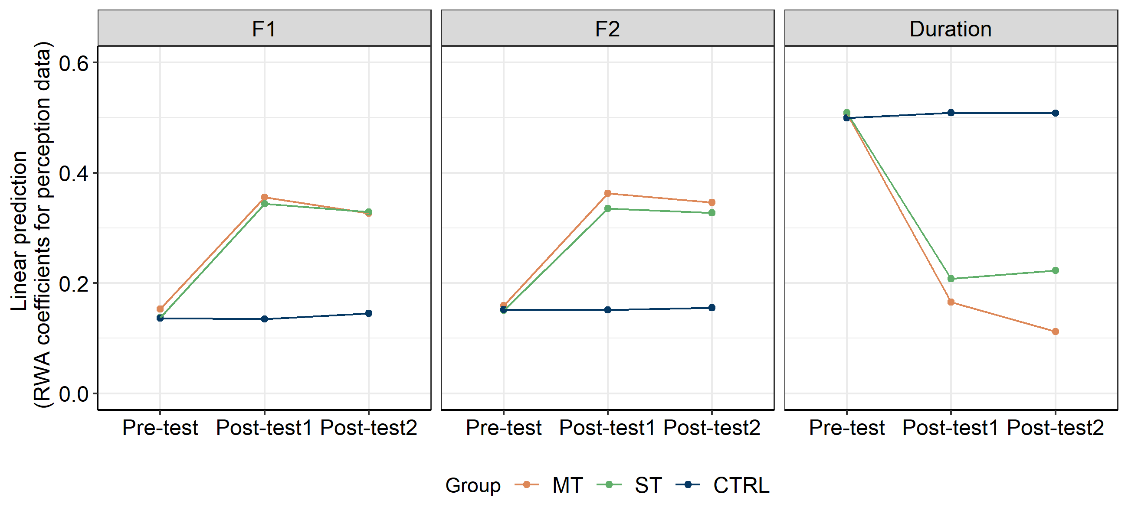 F1 F2 Duration
Linear prediction
(RWA coefficients for perception data)
0.6
0.4
0.2
0.0
Pre-test Post-test1 Post-test2 Pre-test Post-test1 Post-test2 Pre-test Post-test1 Post-test2
Group MT ST CTRL